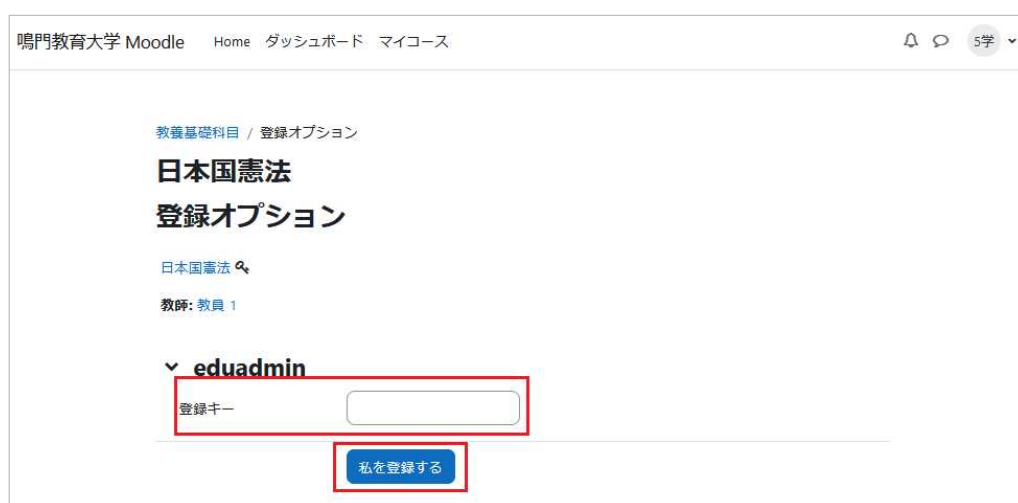 鳴門教育大学 Moodle Home ダッシュボード マイコース 5学
教養基礎科目 / 登録オプション
日本国憲法
登録オプション
日本国憲法
教師: 教員 1
eduadmin
登録キー
私を登録する